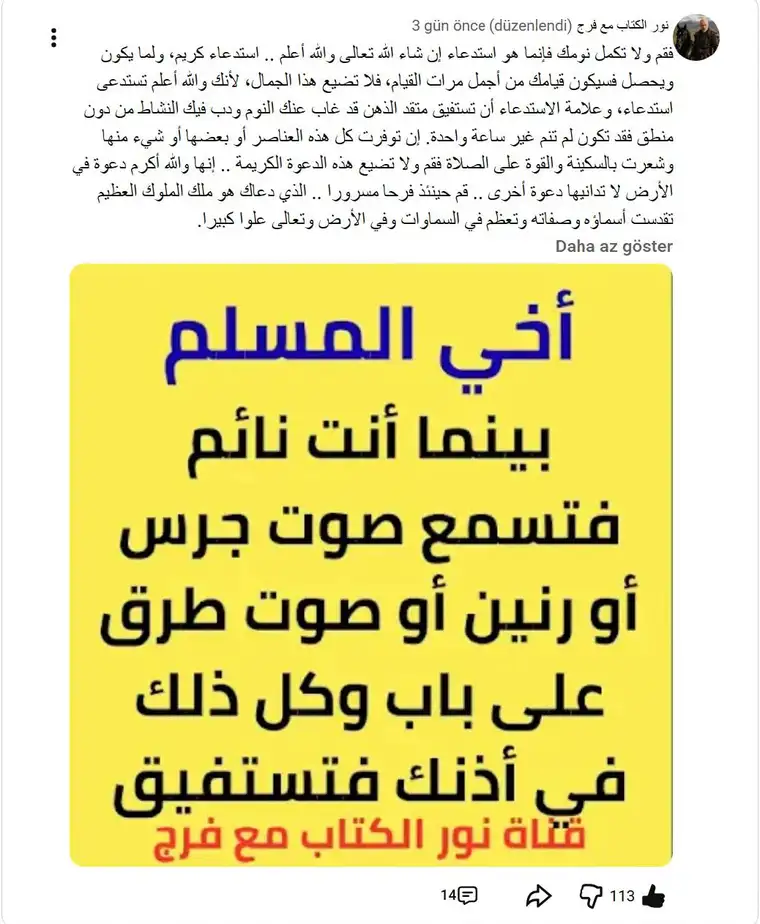 نور الكتاب مع فرج 3 gün önce (düzenlendi)
فقم ولا تكمل نومك فإنما هو استدعاء إن شاء الله تعالى والله أعلم .. استدعاء كريم، ولما يكون
ويحصل فسيكون قيامك من أجمل مرات القيام، فلا تضيع هذا الجمال، لأنك والله أعلم تستدعى
استدعاء، وعلامة الاستدعاء أن تستفيق متقد الذهن قد غاب عنك النوم ودب فيك النشاط من دون
منطق فقد تكون لم تنم غير ساعة واحدة. إن توفرت كل هذه العناصر أو بعضها أو شيء منها
وشعرت بالسكينة والقوة على الصلاة فقم ولا تضيع هذه الدعوة الكريمة .. إنها والله أكرم دعوة في
الأرض لا تدانيها دعوة أخرى .. قم حينئذ فرحا مسرورا .. الذي دعاك هو ملك الملوك العظيم
تقدست أسماؤه وصفاته وتعظم في السماوات وفي الأرض وتعالى علوا كبيرا.
Daha az göster
أخي المسلم
بينما أنت نائم
فتسمع صوت جرس
أو رنين أو صوت طرق
على باب وكل ذلك
في أذنك فتستفيق
قناة نور الكتاب مع فرج
113 14